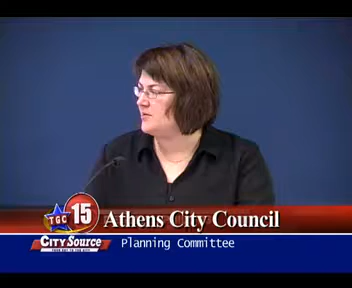 TGC
15
Athens City Council
CITY SOURCE
Planning Committee